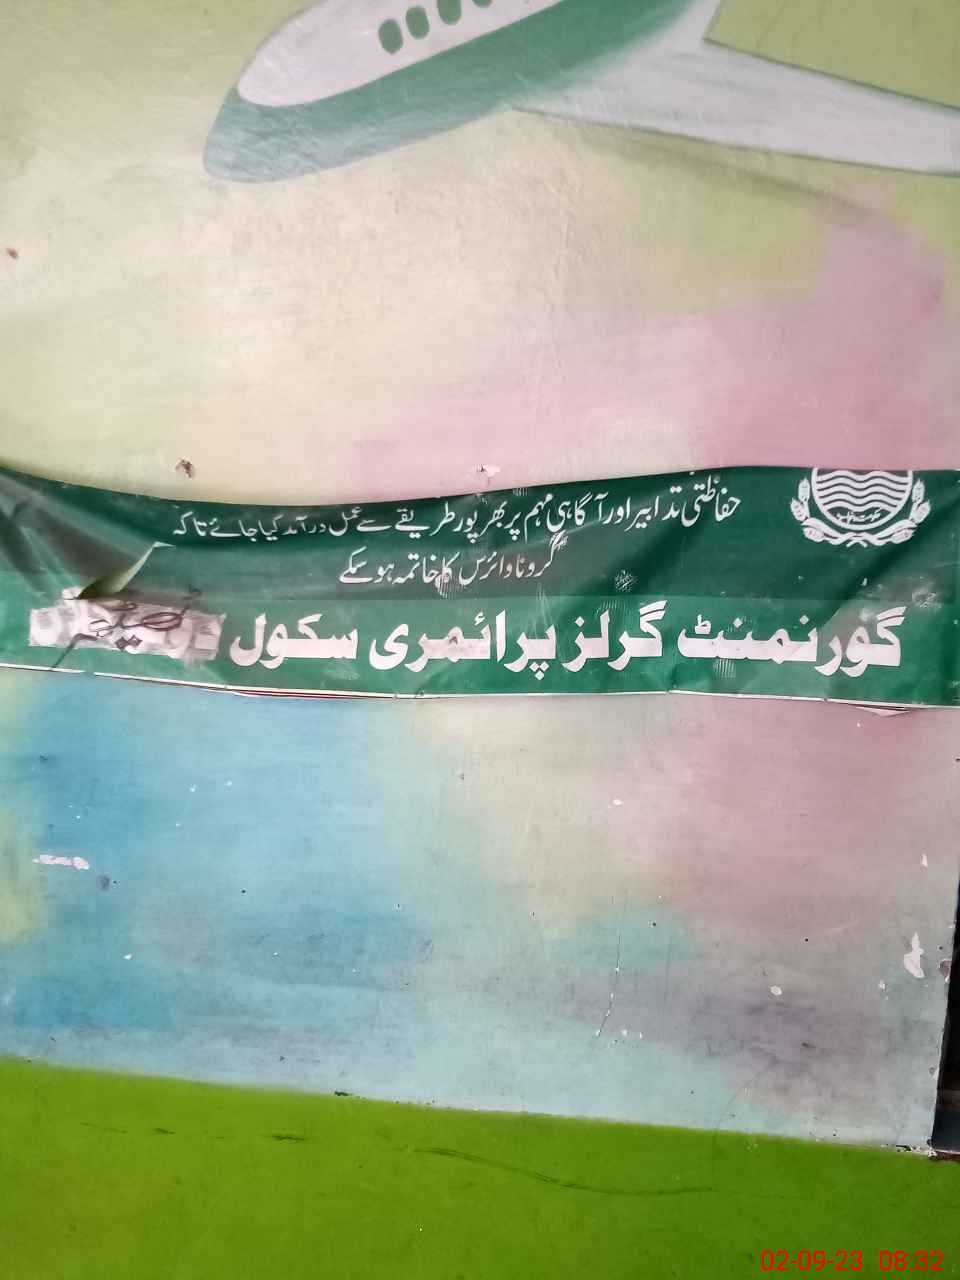 حفاظتی تدابیر اور آگاہی مہم پر بھرپور طریقے سے عمل درآمد کیا جائے تاکہ
کرونا وائرس کا خاتمہ ہو سکے
گورنمنٹ گرلز پرائمری سکول
02-09-23 08:32